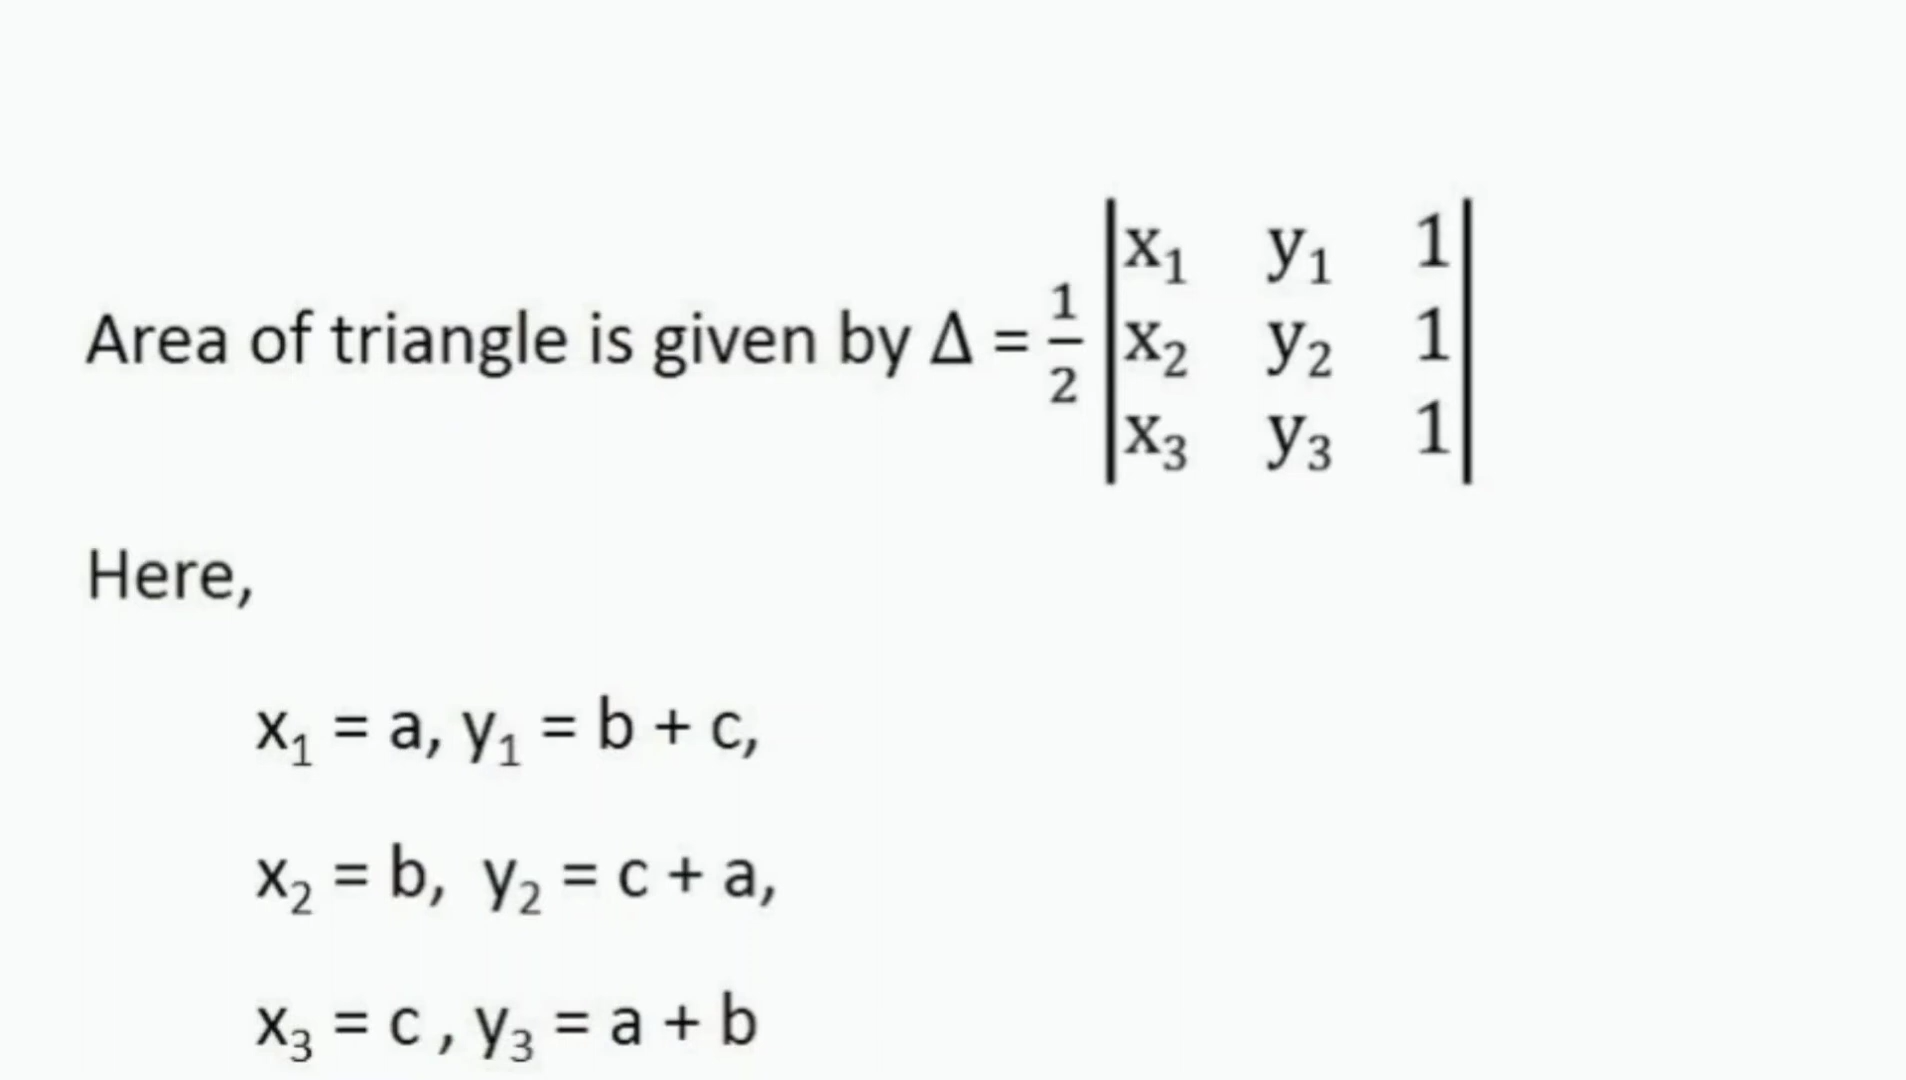 Area of triangle is given by Δ = 1/2 |x₁ y₁ 1|
|x₂ y₂ 1|
|x₃ y₃ 1|
Here,
x₁ = a, y₁ = b + c,
x₂ = b, y₂ = c + a,
x₃ = c , y₃ = a + b